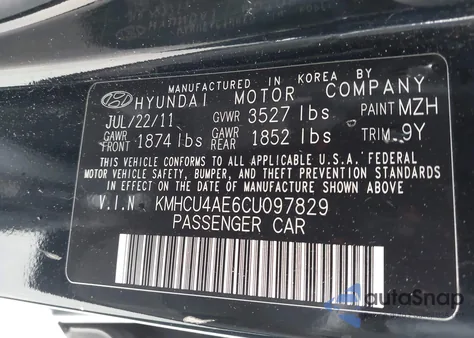 MANUFACTURED IN KOREA BY
HYUNDAI MOTOR COMPANY
JUL/22/11 GVWR 3527 lbs PAINT MZH
GAWR FRONT 1874 lbs GAWR REAR 1852 lbs TRIM 9Y
THIS VEHICLE CONFORMS TO ALL APPLICABLE U.S.A. FEDERAL
MOTOR VEHICLE SAFETY, BUMPER, AND THEFT PREVENTION STANDARDS
IN EFFECT ON THE DATE OF MANUFACTURE SHOWN ABOVE.
V.I.N. KMHCU4AE6CU097829
PASSENGER CAR
autoSnap